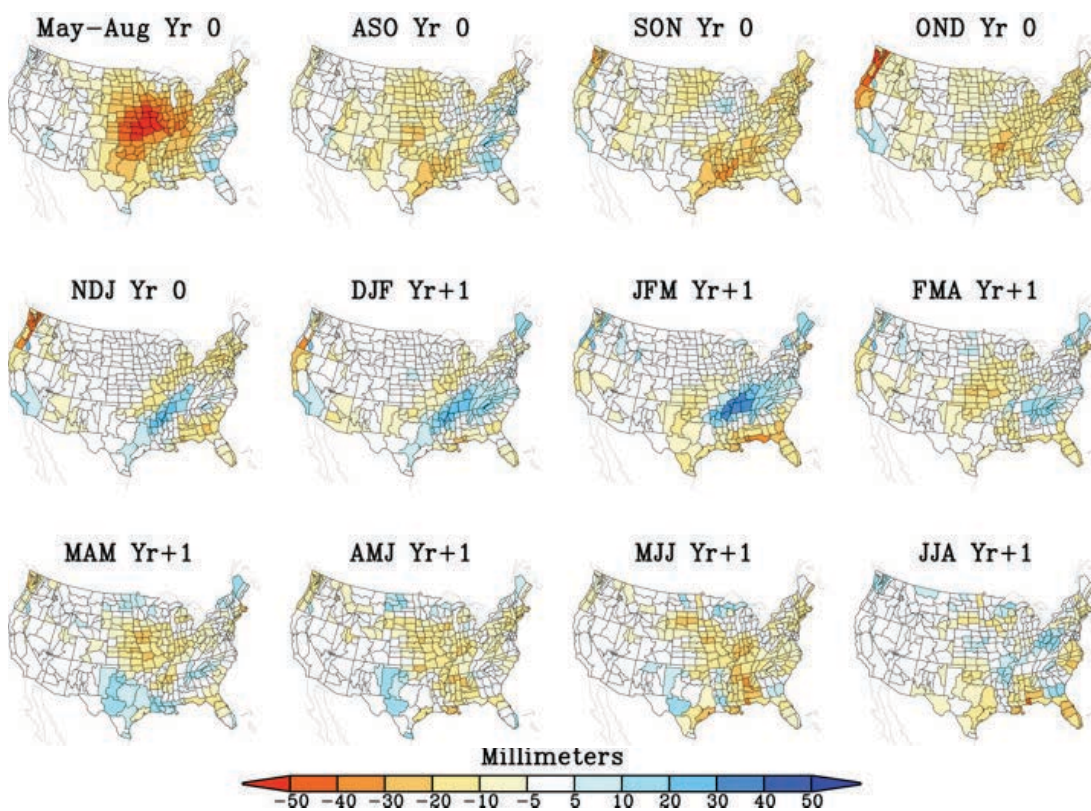 May-Aug Yr 0
ASO Yr 0
SON Yr 0
OND Yr 0
NDJ Yr 0
DJF Yr+1
JFM Yr+1
FMA Yr+1
MAM Yr+1
AMJ Yr+1
MJJ Yr+1
JJA Yr+1
Millimeters
-50 -40 -30 -20 -10 -5 5 10 20 30 40 50